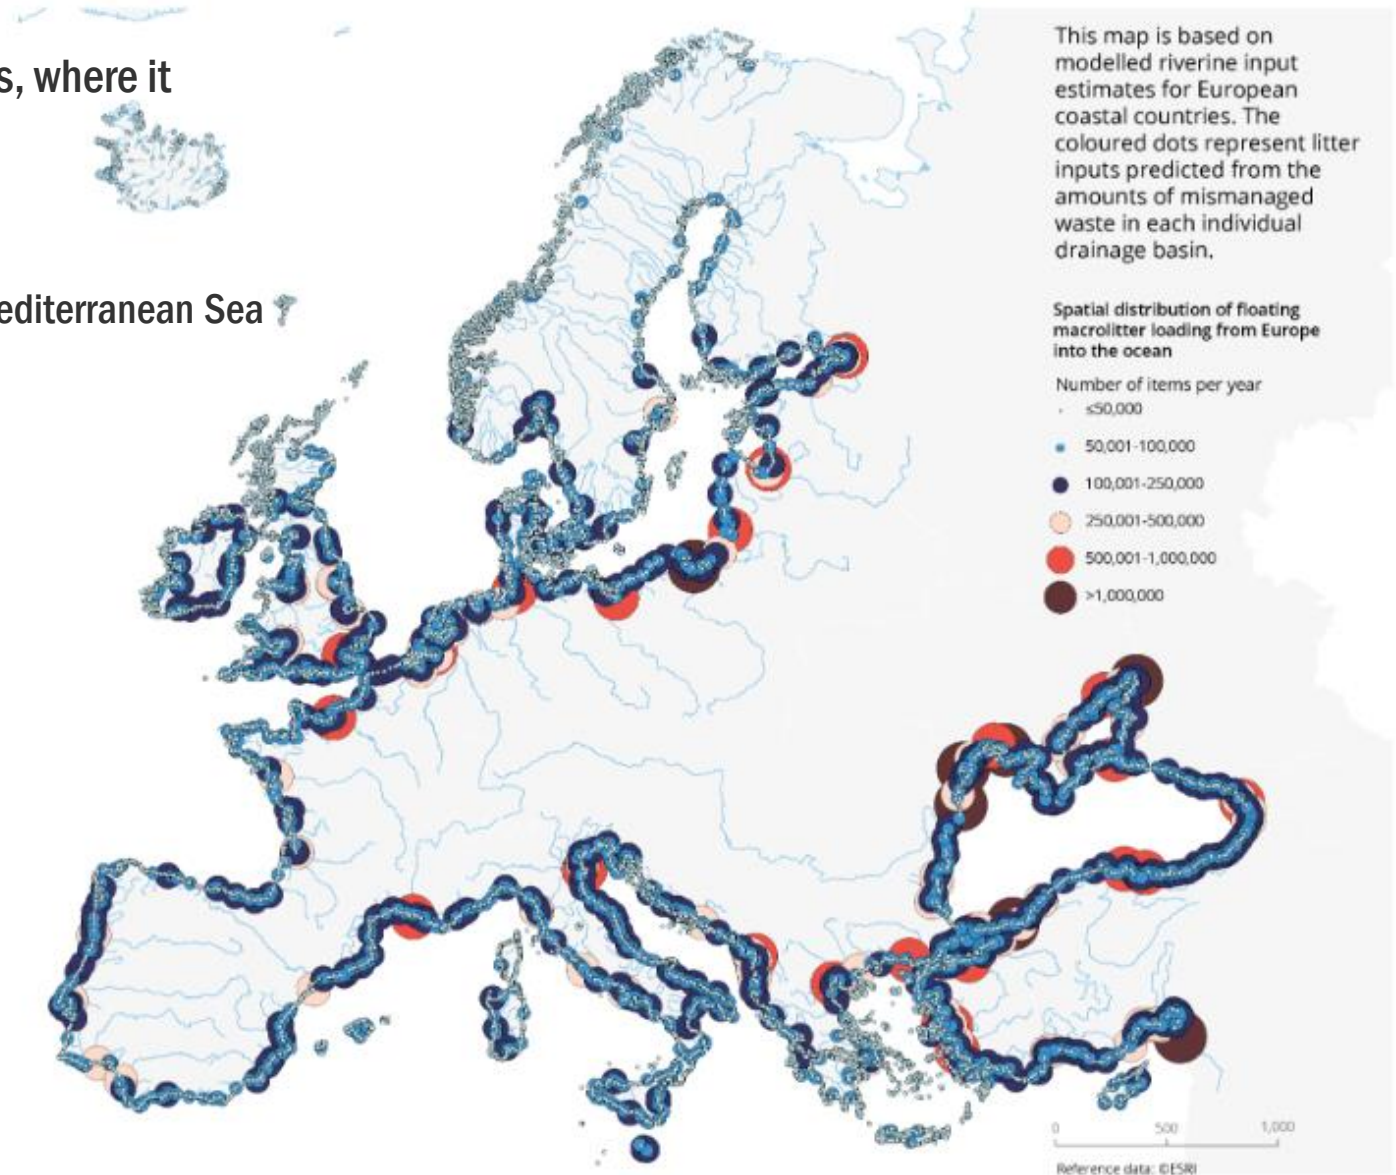 s, where it
editerranean Sea
This map is based on
modelled riverine input
estimates for European
coastal countries. The
coloured dots represent litter
inputs predicted from the
amounts of mismanaged
waste in each individual
drainage basin.
Spatial distribution of floating
macrolitter loading from Europe
into the ocean
Number of items per year
≤50,000
50,001-100,000
100,001-250,000
250,001-500,000
500,001-1,000,000
>1,000,000
0 500 1,000
Reference data: ©ESRI